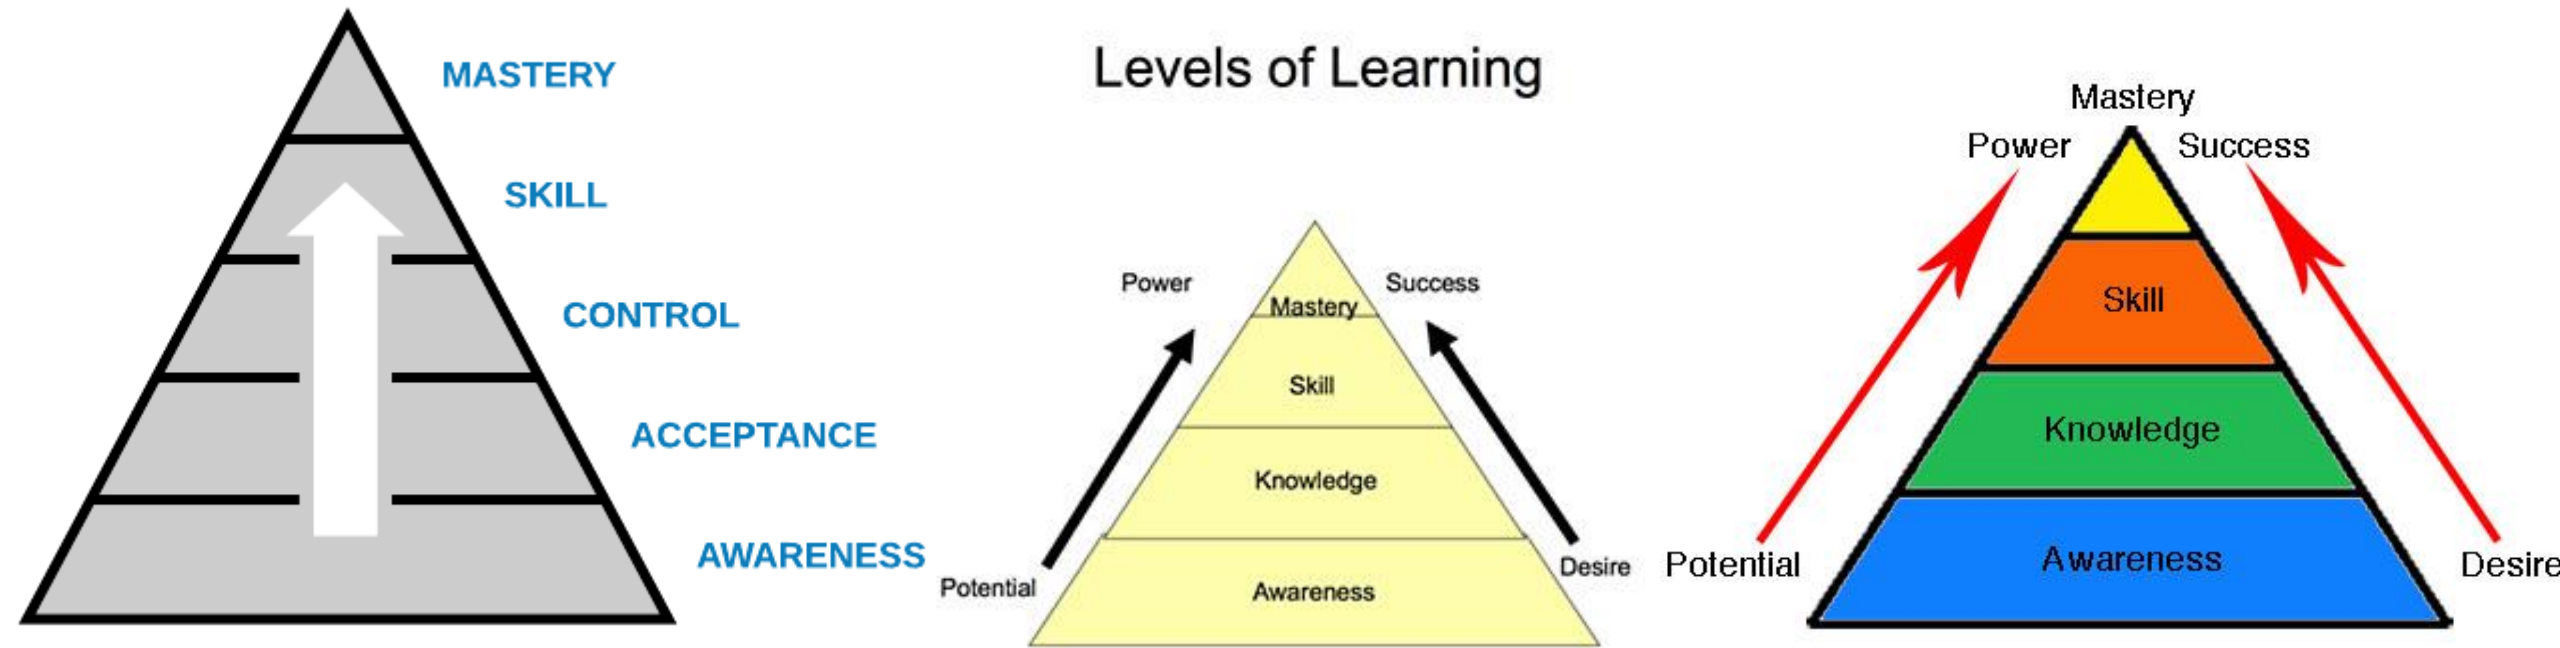 MASTERY
SKILL
CONTROL
ACCEPTANCE
AWARENESS
Levels of Learning
Power
Success
Mastery
Skill
Knowledge
Awareness
Potential
Desire
Mastery
Power
Success
Skill
Knowledge
Awareness
Potential
Desire